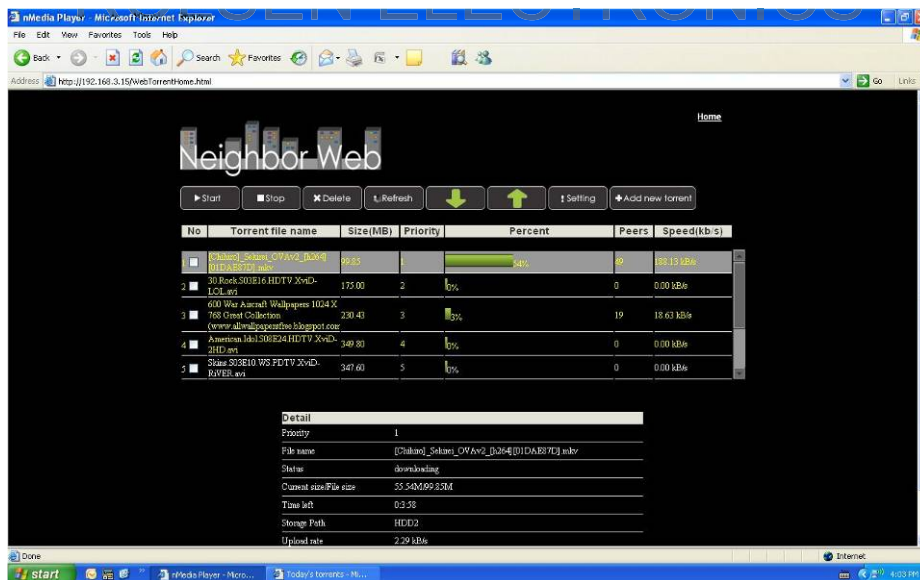 nMedia Player - Microsoft Internet Explorer
File Edit View Favorites Tools Help
Back Search Favorites
Address http://192.168.3.15/WebTorrentHome.html Go Links
Home
Neighbor Web
Start Stop Delete Refresh Setting Add new torrent
No Torrent file name Size(MB) Priority Percent Peers Speed(kb/s)
[Chihiro]_Sekirei_OVAv2_[h264]
1 [01DAE87D].mkv 99.85 1 54% 49 188.13 kB/s
30.Rock.S03E16.HDTV.XviD-
2 LOL.avi 175.00 2 0% 0 0.00 kB/s
600 War Aircraft Wallpapers 1024 X
3 768 Great Collection 230.43 3 3% 19 18.63 kB/s
(www.allwallpapersfree.blogspot.com
American.Idol.S08E24.HDTV.XviD-
4 2HD.avi 349.80 4 0% 0 0.00 kB/s
Skins.S03E10.WS.PDTV.XviD-
5 RiVER.avi 347.60 5 0% 0 0.00 kB/s
Detail
Priority 1
File name [Chihiro]_Sekirei_OVAv2_[h264][01DAE87D].mkv
Status downloading
Current size/File size 55.54M/99.85M
Time left 0:3:58
Storage Path HDD2
Upload rate 2.29 kB/s
Done Internet
start nMedia Player - Micro... Today's torrents - Mi... 4:03 PM